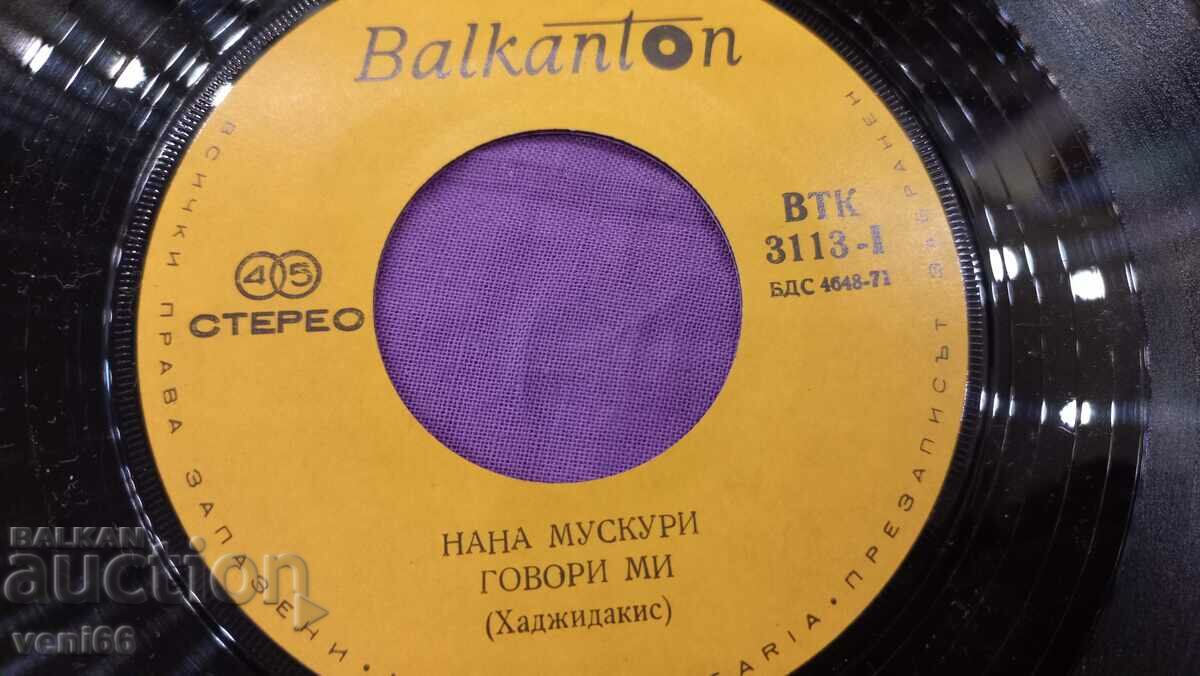 Balkanton
ВТК
3113-I
БДС 4648-71
45
СТЕРЕО
НАНА МУСКУРИ
ГОВОРИ МИ
(Хаджидакис)
ВСИЧКИ ПРАВА ЗАПАЗЕНИ •
ARIA • ПРЕЗАПИСЪТ ЗАБРАНЕН
BALKAN
auction
veni66